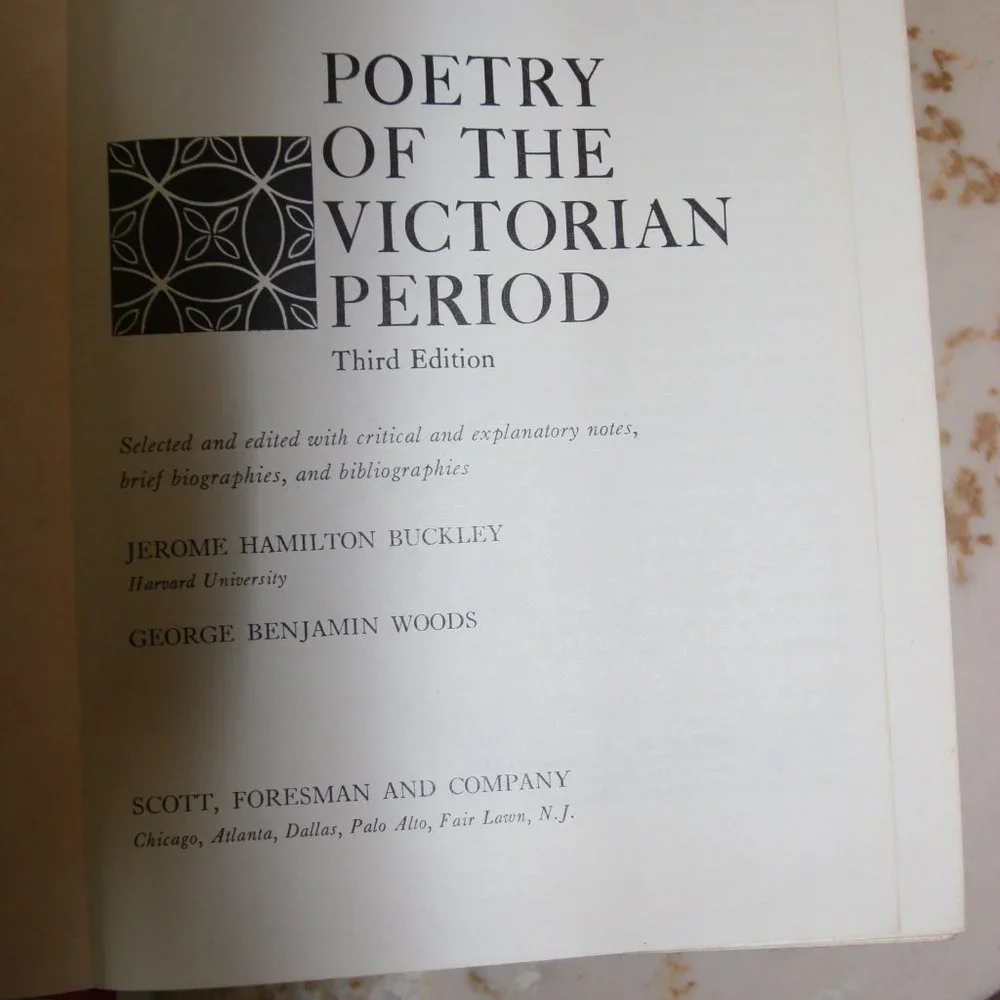 POETRY
OF THE
VICTORIAN
PERIOD
Third Edition
Selected and edited with critical and explanatory notes,
brief biographies, and bibliographies
JEROME HAMILTON BUCKLEY
Harvard University
GEORGE BENJAMIN WOODS
SCOTT, FORESMAN AND COMPANY
Chicago, Atlanta, Dallas, Palo Alto, Fair Lawn, N.J.